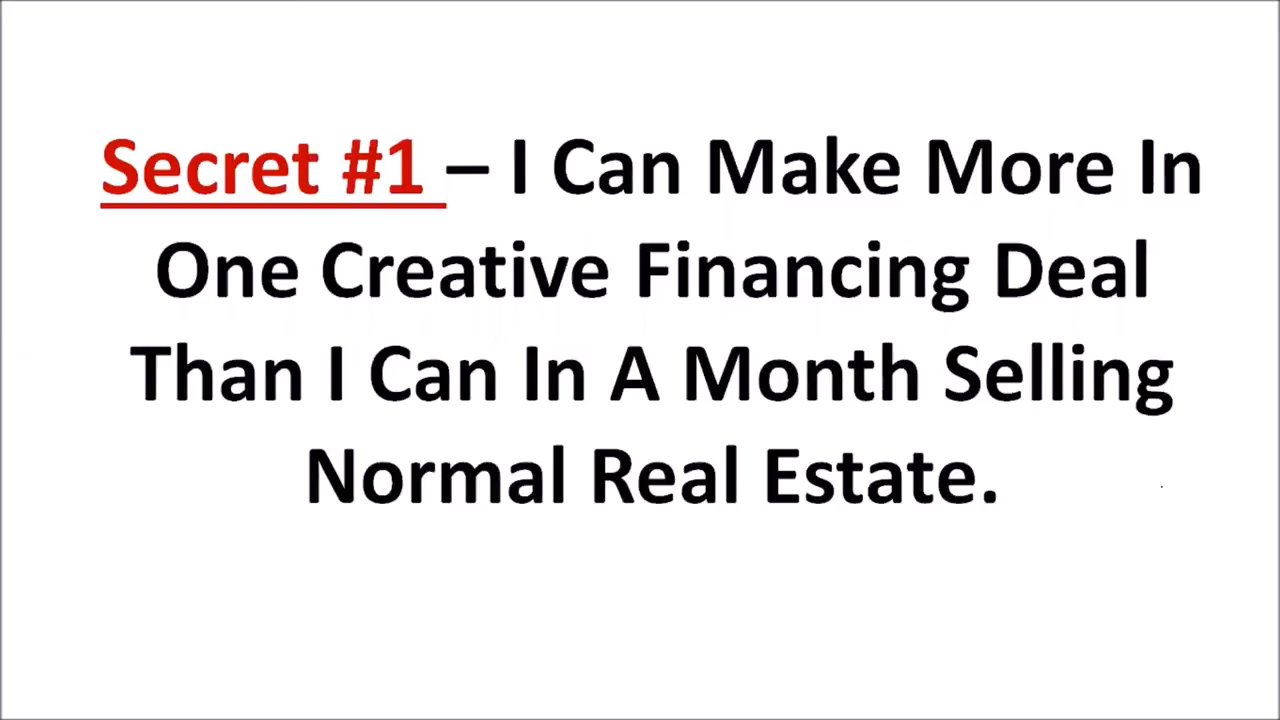 Secret #1 – I Can Make More In
One Creative Financing Deal
Than I Can In A Month Selling
Normal Real Estate.